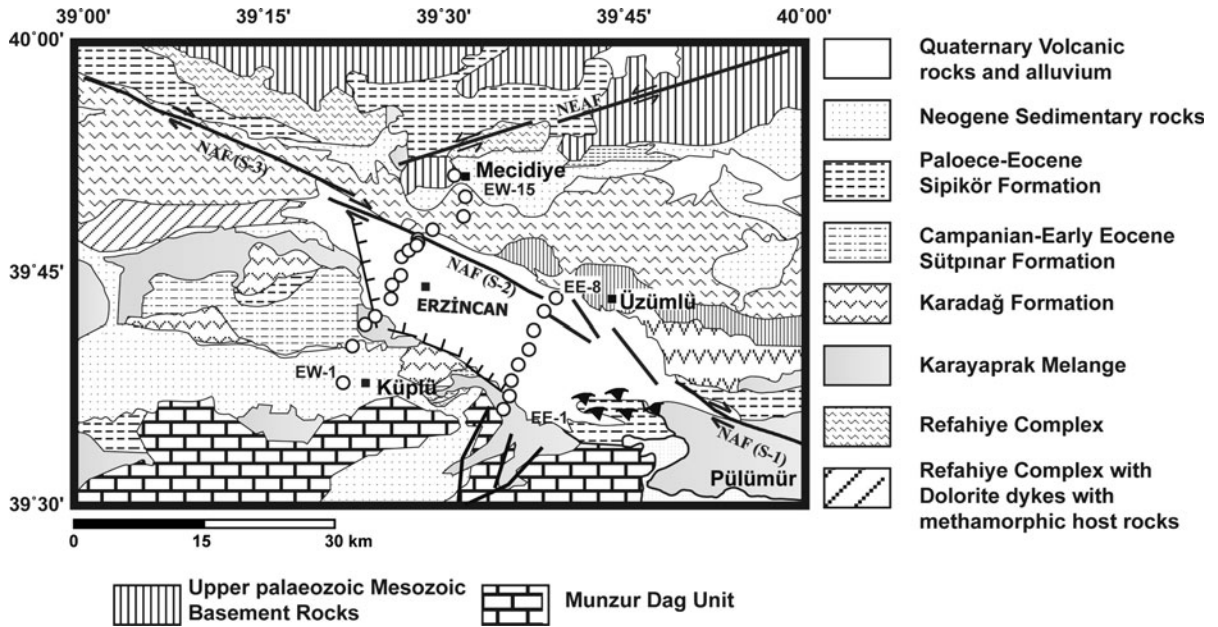 39°00' 39°15' 39°30' 39°45' 40°00'
40°00'
39°45'
39°30'
NEAF
NAF (S-3)
Mecidiye
EW-15
NAF (S-2)
EE-8
Üzümlü
ERZİNCAN
EW-1
Küplü
EE-1
NAF (S-1)
Pülümür
0 15 30 km
Quaternary Volcanic
rocks and alluvium
Neogene Sedimentary rocks
Paloece-Eocene
Sipikör Formation
Campanian-Early Eocene
Sütpınar Formation
Karadağ Formation
Karayaprak Melange
Refahiye Complex
Refahiye Complex with
Dolorite dykes with
methamorphic host rocks
Upper palaeozoic Mesozoic
Basement Rocks
Munzur Dag Unit